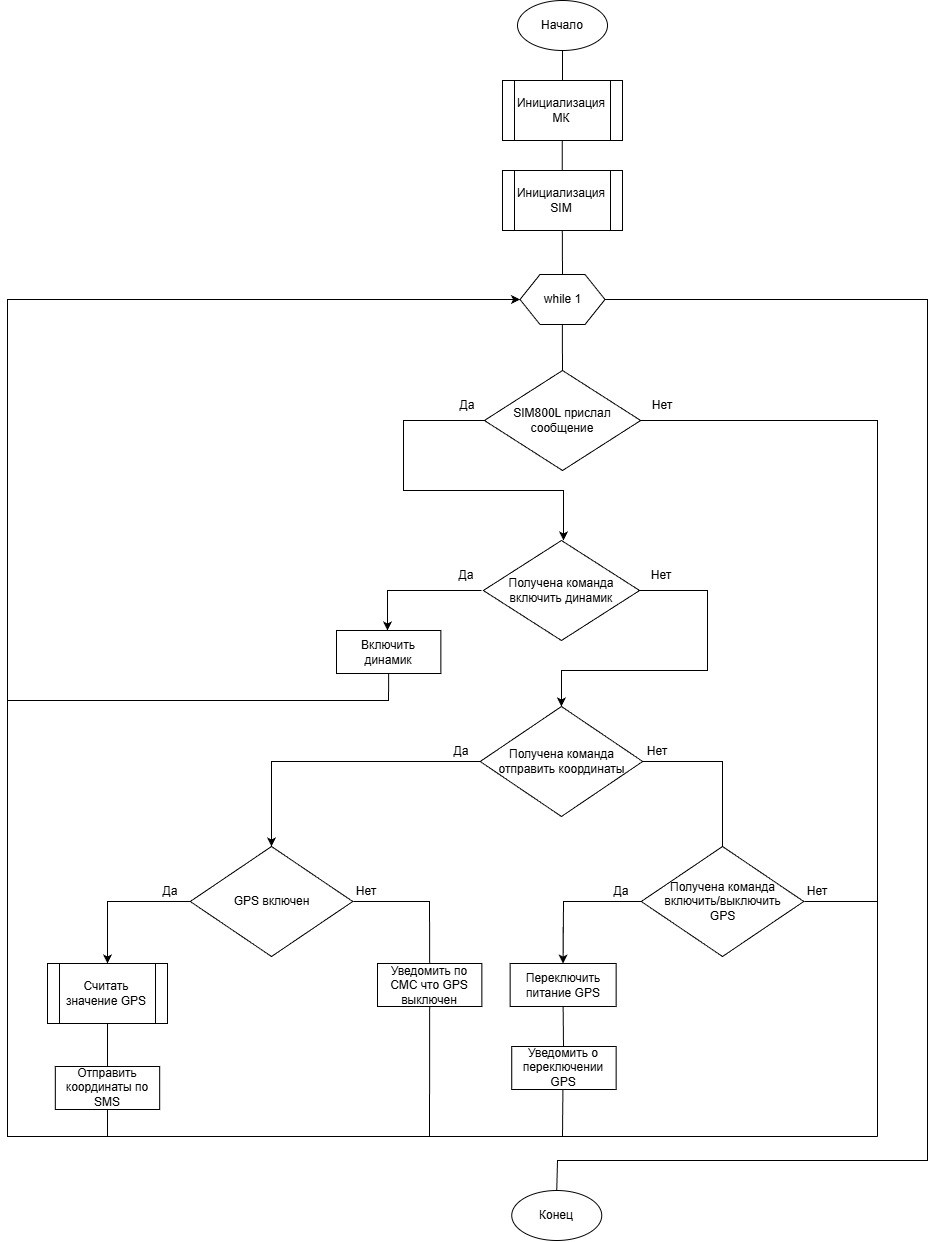 Начало
Инициализация
МК
Инициализация
SIM
while 1
Да
Нет
SIM800L прислал
сообщение
Да
Нет
Получена команда
включить динамик
Включить
динамик
Да
Нет
Получена команда
отправить координаты
Да
Нет
GPS включен
Да
Нет
Получена команда
включить/выключить
GPS
Считать
значение GPS
Уведомить по
СМС что GPS
выключен
Переключить
питание GPS
Отправить
координаты по
SMS
Уведомить о
переключении
GPS
Конец